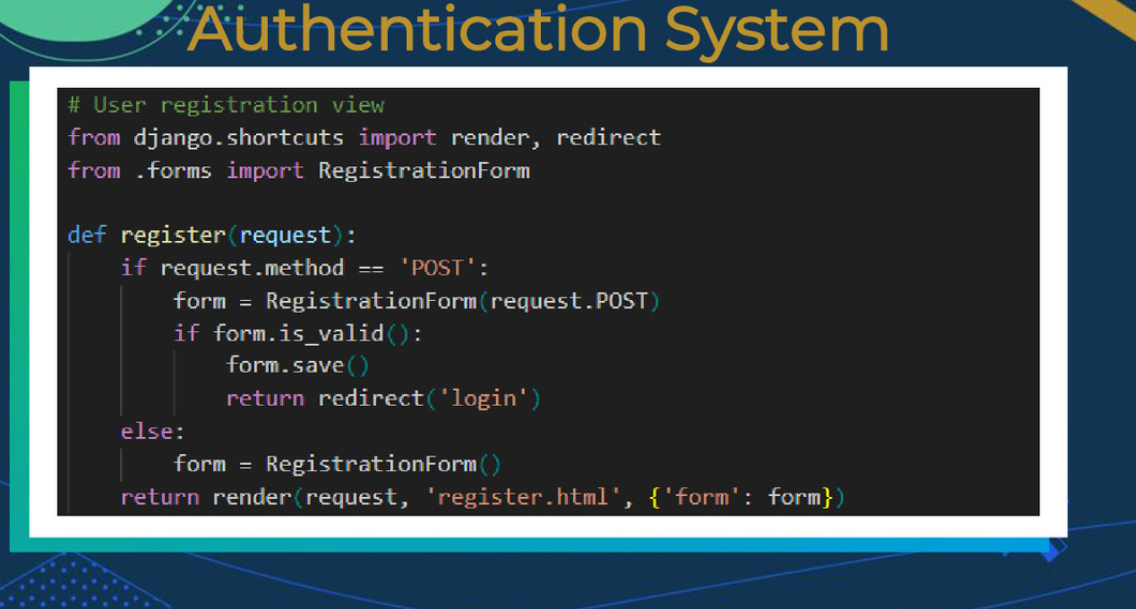 Authentication System
# User registration view
from django.shortcuts import render, redirect
from .forms import RegistrationForm

def register(request):
    if request.method == 'POST':
        form = RegistrationForm(request.POST)
        if form.is_valid():
            form.save()
            return redirect('login')
    else:
        form = RegistrationForm()
    return render(request, 'register.html', {'form': form})